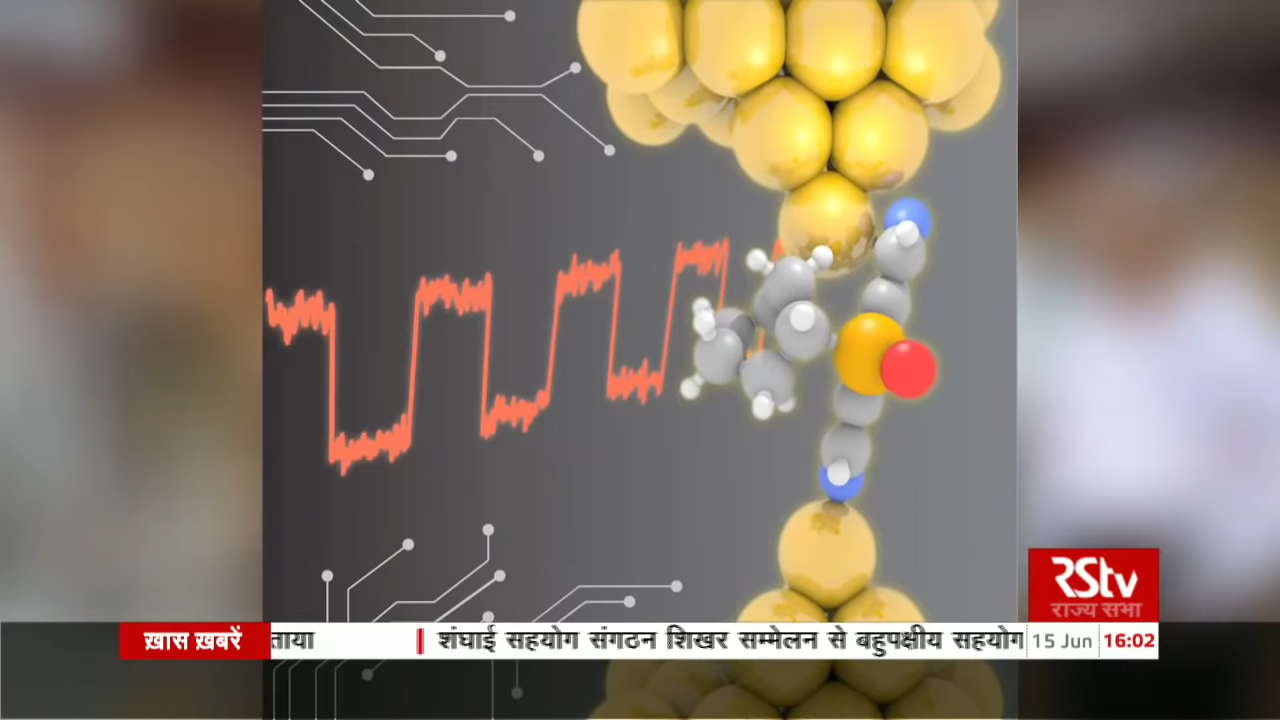 RStv
राज्य सभा
ख़ास ख़बरें
ताया | शंघाई सहयोग संगठन शिखर सम्मेलन से बहुपक्षीय सहयोग
15 Jun 16:02